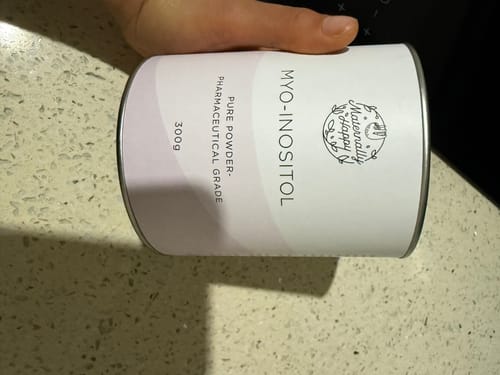 Maternally
Happy
MYO-INOSITOL
PURE POWDER-
PHARMACEUTICAL GRADE
300g